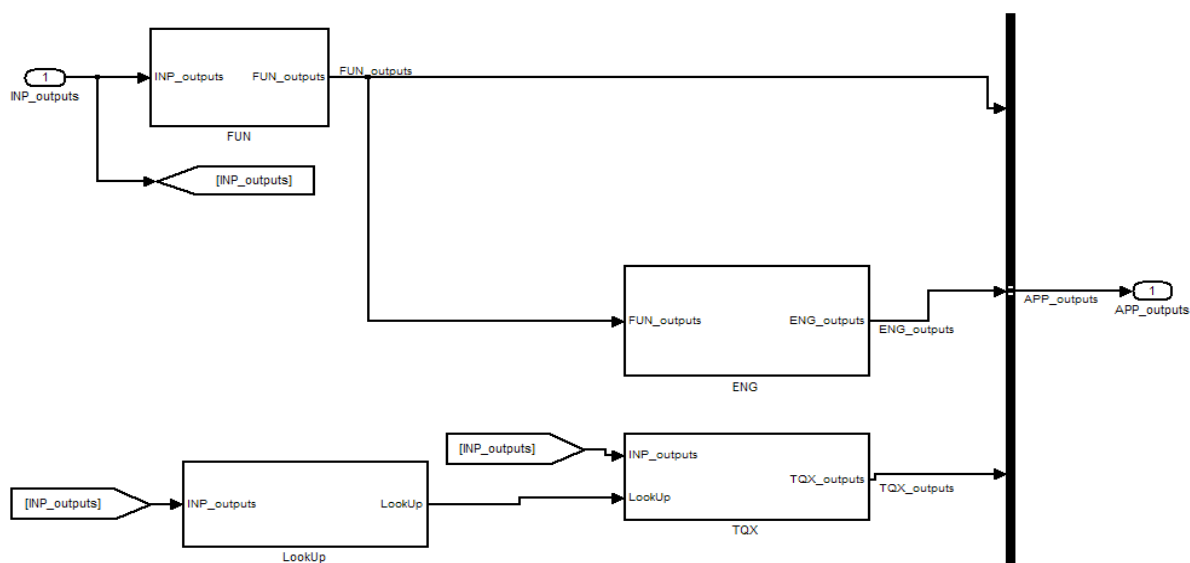 1
INP_outputs
INP_outputs
FUN_outputs
FUN
FUN_outputs
[INP_outputs]
FUN_outputs
ENG_outputs
ENG
ENG_outputs
APP_outputs
1
APP_outputs
[INP_outputs]
INP_outputs
LookUp
TQX_outputs
TQX
TQX_outputs
[INP_outputs]
INP_outputs
LookUp
LookUp